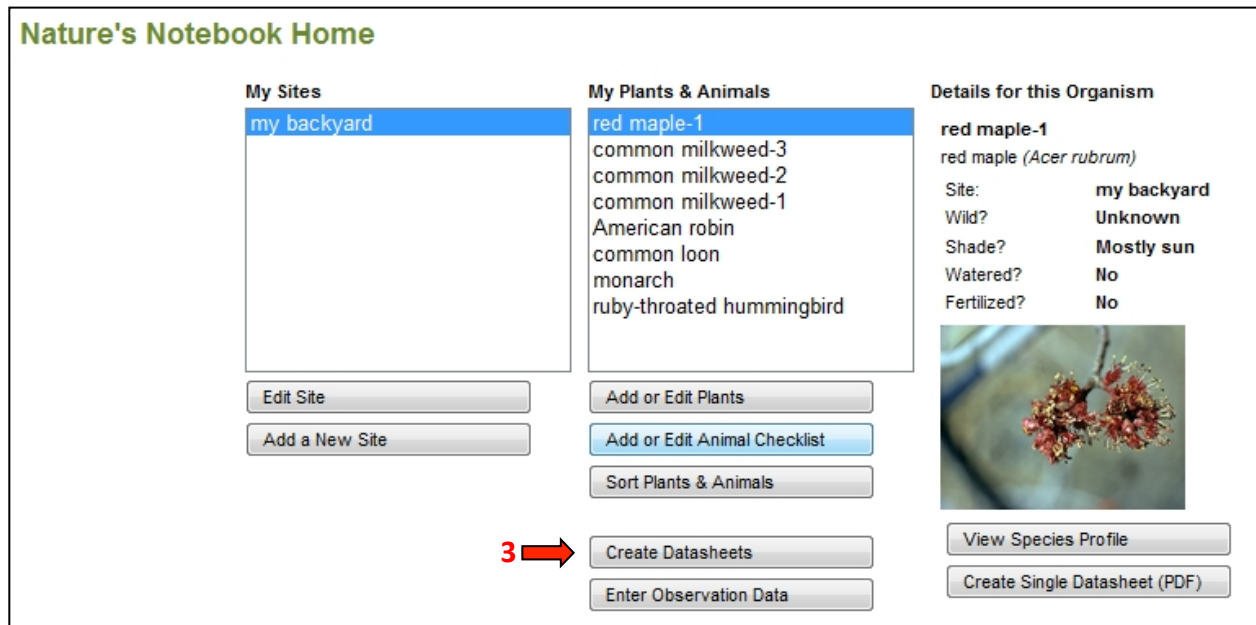 Nature's Notebook Home
My Sites
my backyard
Edit Site
Add a New Site
My Plants & Animals
red maple-1
common milkweed-3
common milkweed-2
common milkweed-1
American robin
common loon
monarch
ruby-throated hummingbird
Add or Edit Plants
Add or Edit Animal Checklist
Sort Plants & Animals
3
Create Datasheets
Enter Observation Data
Details for this Organism
red maple-1
red maple (Acer rubrum)
Site: my backyard
Wild? Unknown
Shade? Mostly sun
Watered? No
Fertilized? No
View Species Profile
Create Single Datasheet (PDF)